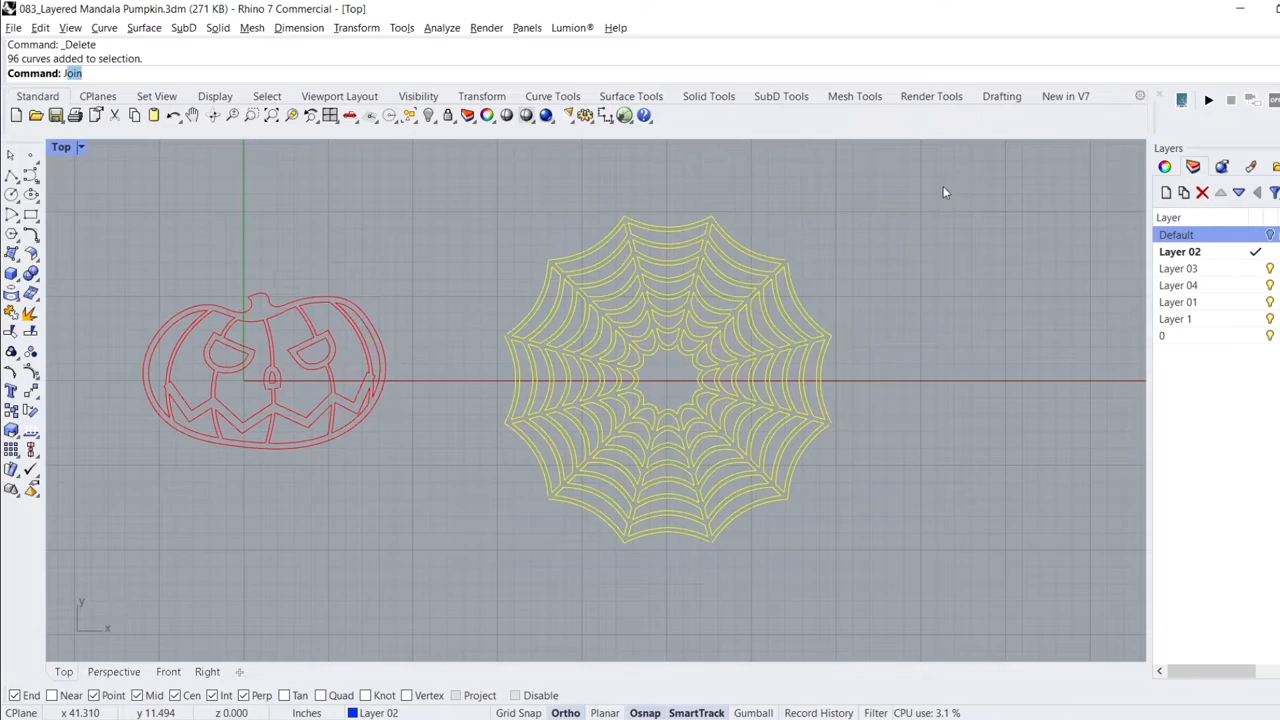 083_Layered Mandala Pumpkin.3dm (271 KB) - Rhino 7 Commercial - [Top]
File Edit View Curve Surface SubD Solid Mesh Dimension Transform Tools Analyze Render Panels Lumion® Help
Command: _Delete
96 curves added to selection.
Command: Join
Standard CPlanes Set View Display Select Viewport Layout Visibility Transform Curve Tools Surface Tools Solid Tools SubD Tools Mesh Tools Render Tools Drafting New in V7
Top
Layers
Layer
Default
Layer 02
Layer 03
Layer 04
Layer 01
Layer 1
0
y
x
Top Perspective Front Right
End Near Point Mid Cen Int Perp Tan Quad Knot Vertex Project Disable
CPlane x 41.310 y 11.494 z 0.000 Inches Layer 02 Grid Snap Ortho Planar Osnap SmartTrack Gumball Record History Filter CPU use: 3.1 %